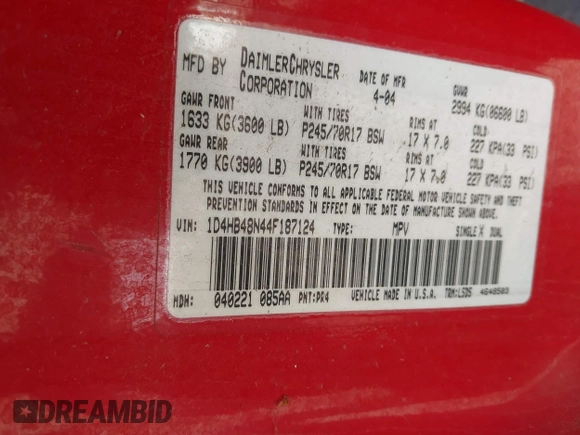 MFD BY DAIMLERCHRYSLER CORPORATION DATE OF MFR 4-04 GVWR 2994 KG(06600 LB)
GAWR FRONT WITH TIRES RIMS AT COLD
1633 KG(3600 LB) P245/70R17 BSW 17 X 7.0 227 KPA(33 PSI)
GAWR REAR WITH TIRES RIMS AT COLD
1770 KG(3900 LB) P245/70R17 BSW 17 X 7.0 227 KPA(33 PSI)
THIS VEHICLE CONFORMS TO ALL APPLICABLE FEDERAL MOTOR VEHICLE SAFETY AND THEFT
PREVENTION STANDARDS IN EFFECT ON THE DATE OF MANUFACTURE SHOWN ABOVE.
VIN: 1D4HB48N44F187124 TYPE: MPV SINGLE X DUAL
MDH: 040221 085AA PNT:PR4 VEHICLE MADE IN U.S.A. TRM:LSDS 4648503
DREAMBID